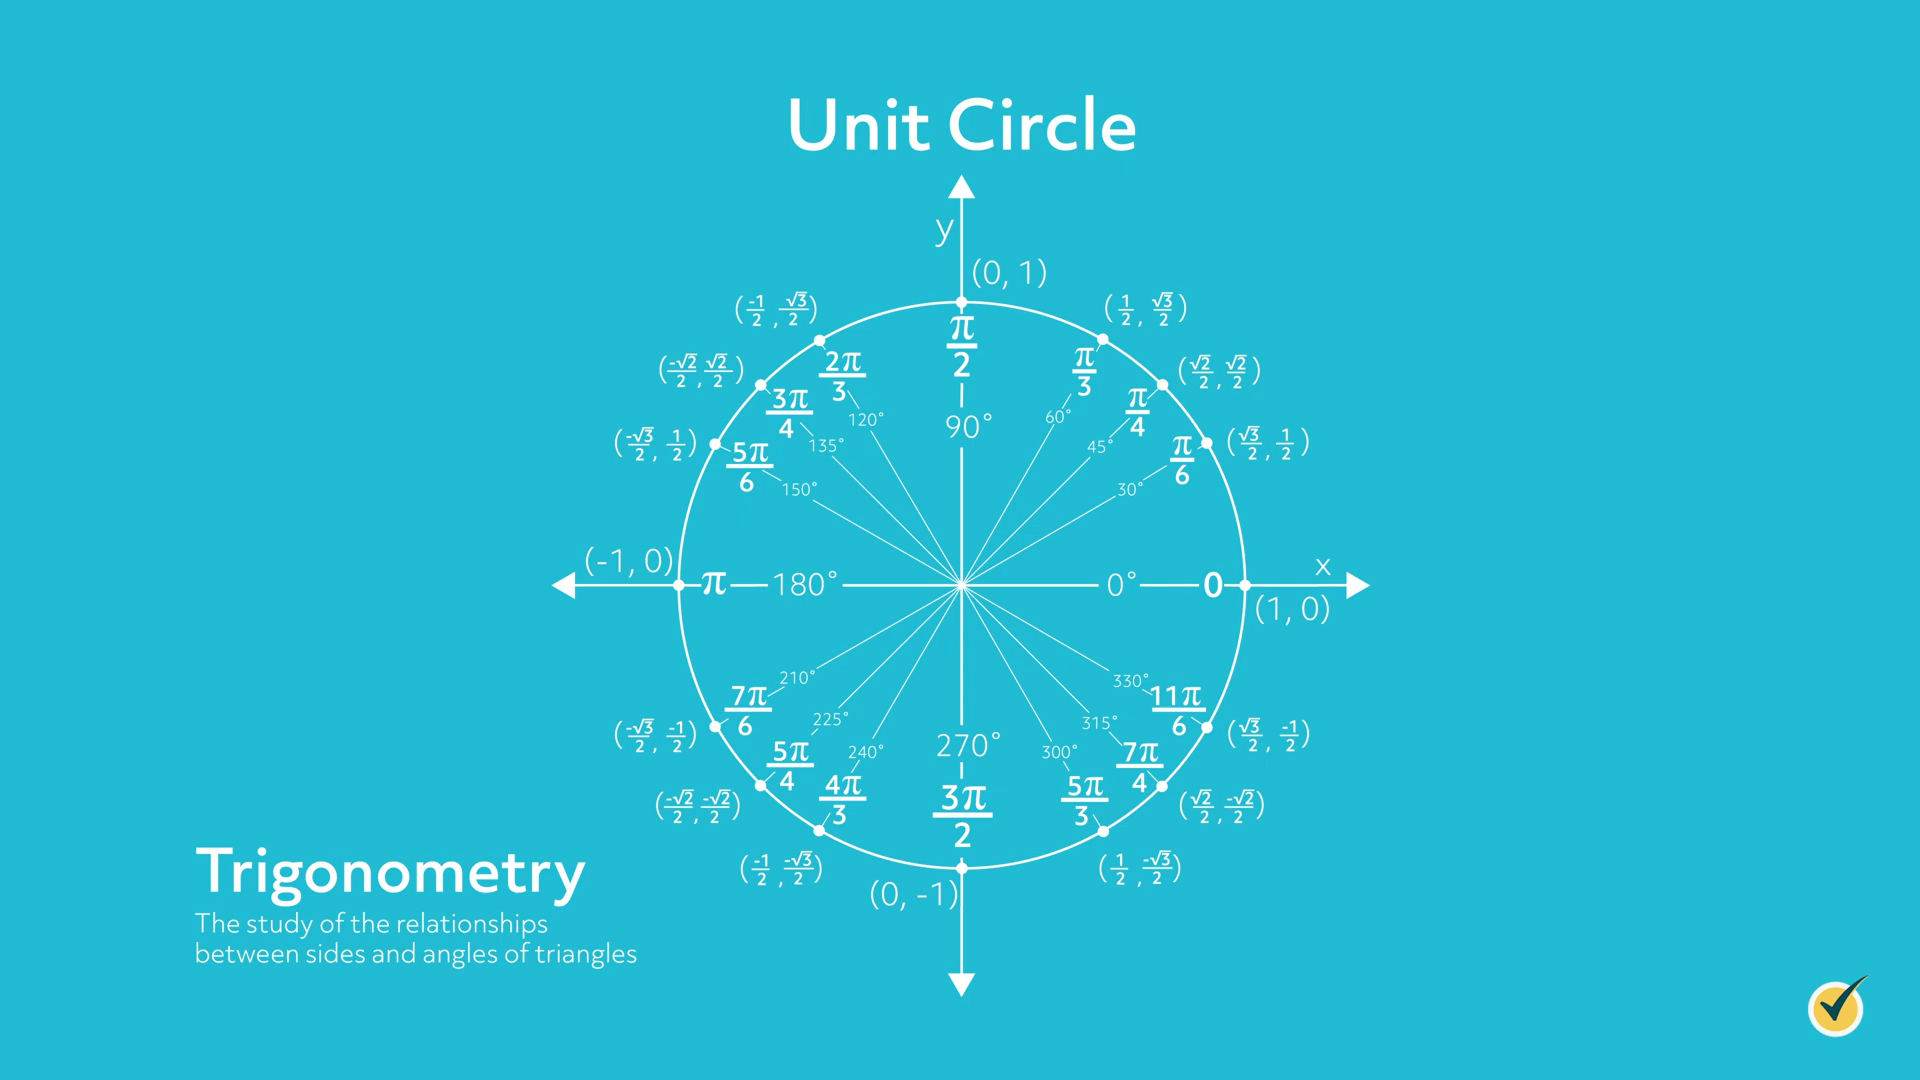 Unit Circle
y
(0, 1)
(-1/2, √3/2)
(1/2, √3/2)
π/2
(-√2/2, √2/2)
2π/3
π/3
(√2/2, √2/2)
3π/4
π/4
120°
90°
60°
(-√3/2, 1/2)
5π/6
135°
45°
π/6
(√3/2, 1/2)
150°
30°
(-1, 0)
x
π
180°
0°
0
(1, 0)
210°
330°
7π/6
11π/6
(-√3/2, -1/2)
225°
315°
(√3/2, -1/2)
5π/4
240°
270°
300°
7π/4
(-√2/2, -√2/2)
4π/3
3π/2
5π/3
(√2/2, -√2/2)
(-1/2, -√3/2)
(0, -1)
(1/2, -√3/2)
Trigonometry
The study of the relationships
between sides and angles of triangles